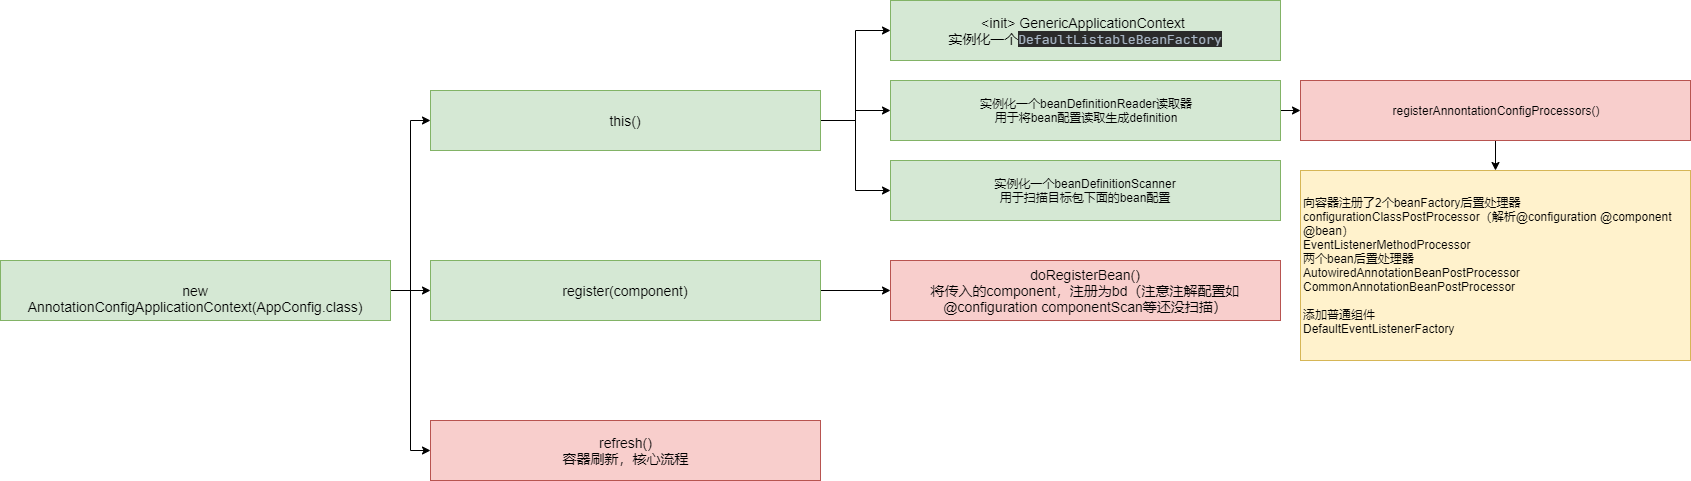 <init> GenericApplicationContext
实例化一个DefaultListableBeanFactory
实例化一个beanDefinitionReader读取器
用于将bean配置读取生成definition
registerAnnontationConfigProcessors()
this()
实例化一个beanDefinitionScanner
用于扫描目标包下面的bean配置
向容器注册了2个beanFactory后置处理器
configurationClassPostProcessor（解析@configuration @component
@bean）
EventListenerMethodProcessor
两个bean后置处理器
AutowiredAnnotationBeanPostProcessor
CommonAnnotationBeanPostProcessor
添加普通组件
DefaultEventListenerFactory
new
AnnotationConfigApplicationContext(AppConfig.class)
register(component)
doRegisterBean()
将传入的component，注册为bd（注意注解配置如
@configuration componentScan等还没扫描）
refresh()
容器刷新，核心流程